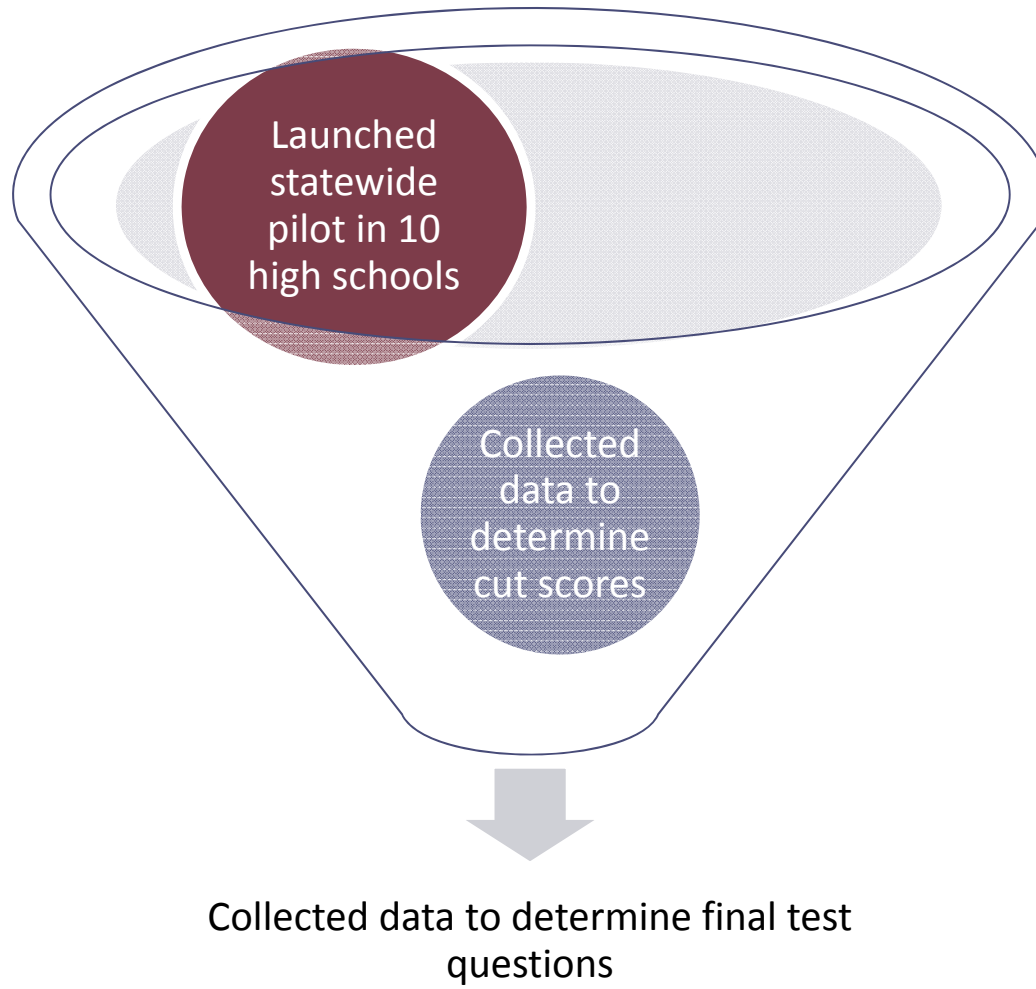 Launched
statewide
pilot in 10
high schools
Collected
data to
determine
cut scores
Collected data to determine final test
questions